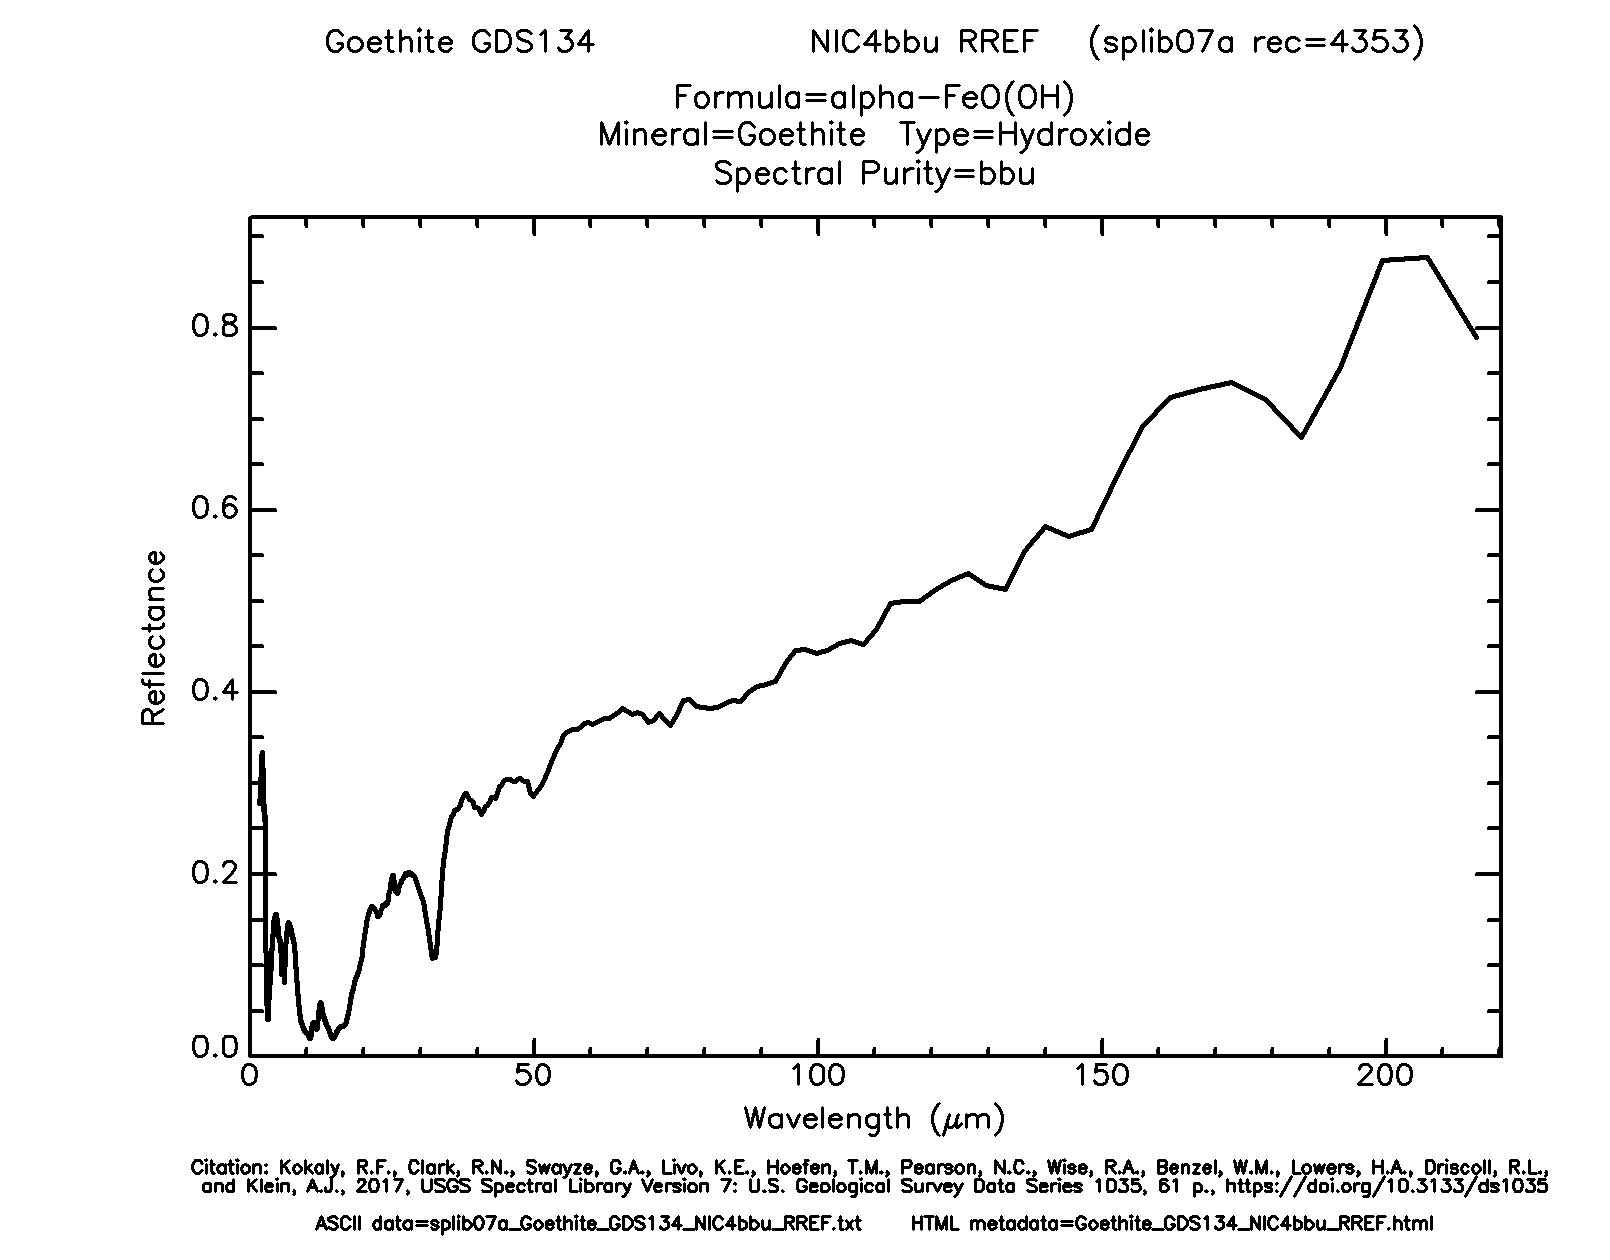 Goethite GDS134 NIC4bbu RREF (splib07a rec=4353)
Formula=alpha-FeO(OH)
Mineral=Goethite Type=Hydroxide
Spectral Purity=bbu
0.8
0.6
0.4
0.2
0.0
Reflectance
0 50 100 150 200
Wavelength (μm)
Citation: Kokaly, R.F., Clark, R.N., Swayze, G.A., Livo, K.E., Hoefen, T.M., Pearson, N.C., Wise, R.A., Benzel, W.M., Lowers, H.A., Driscoll, R.L.,
and Klein, A.J., 2017, USGS Spectral Library Version 7: U.S. Geological Survey Data Series 1035, 61 p., https://doi.org/10.3133/ds1035
ASCII data=splib07a_Goethite_GDS134_NIC4bbu_RREF.txt HTML metadata=Goethite_GDS134_NIC4bbu_RREF.html